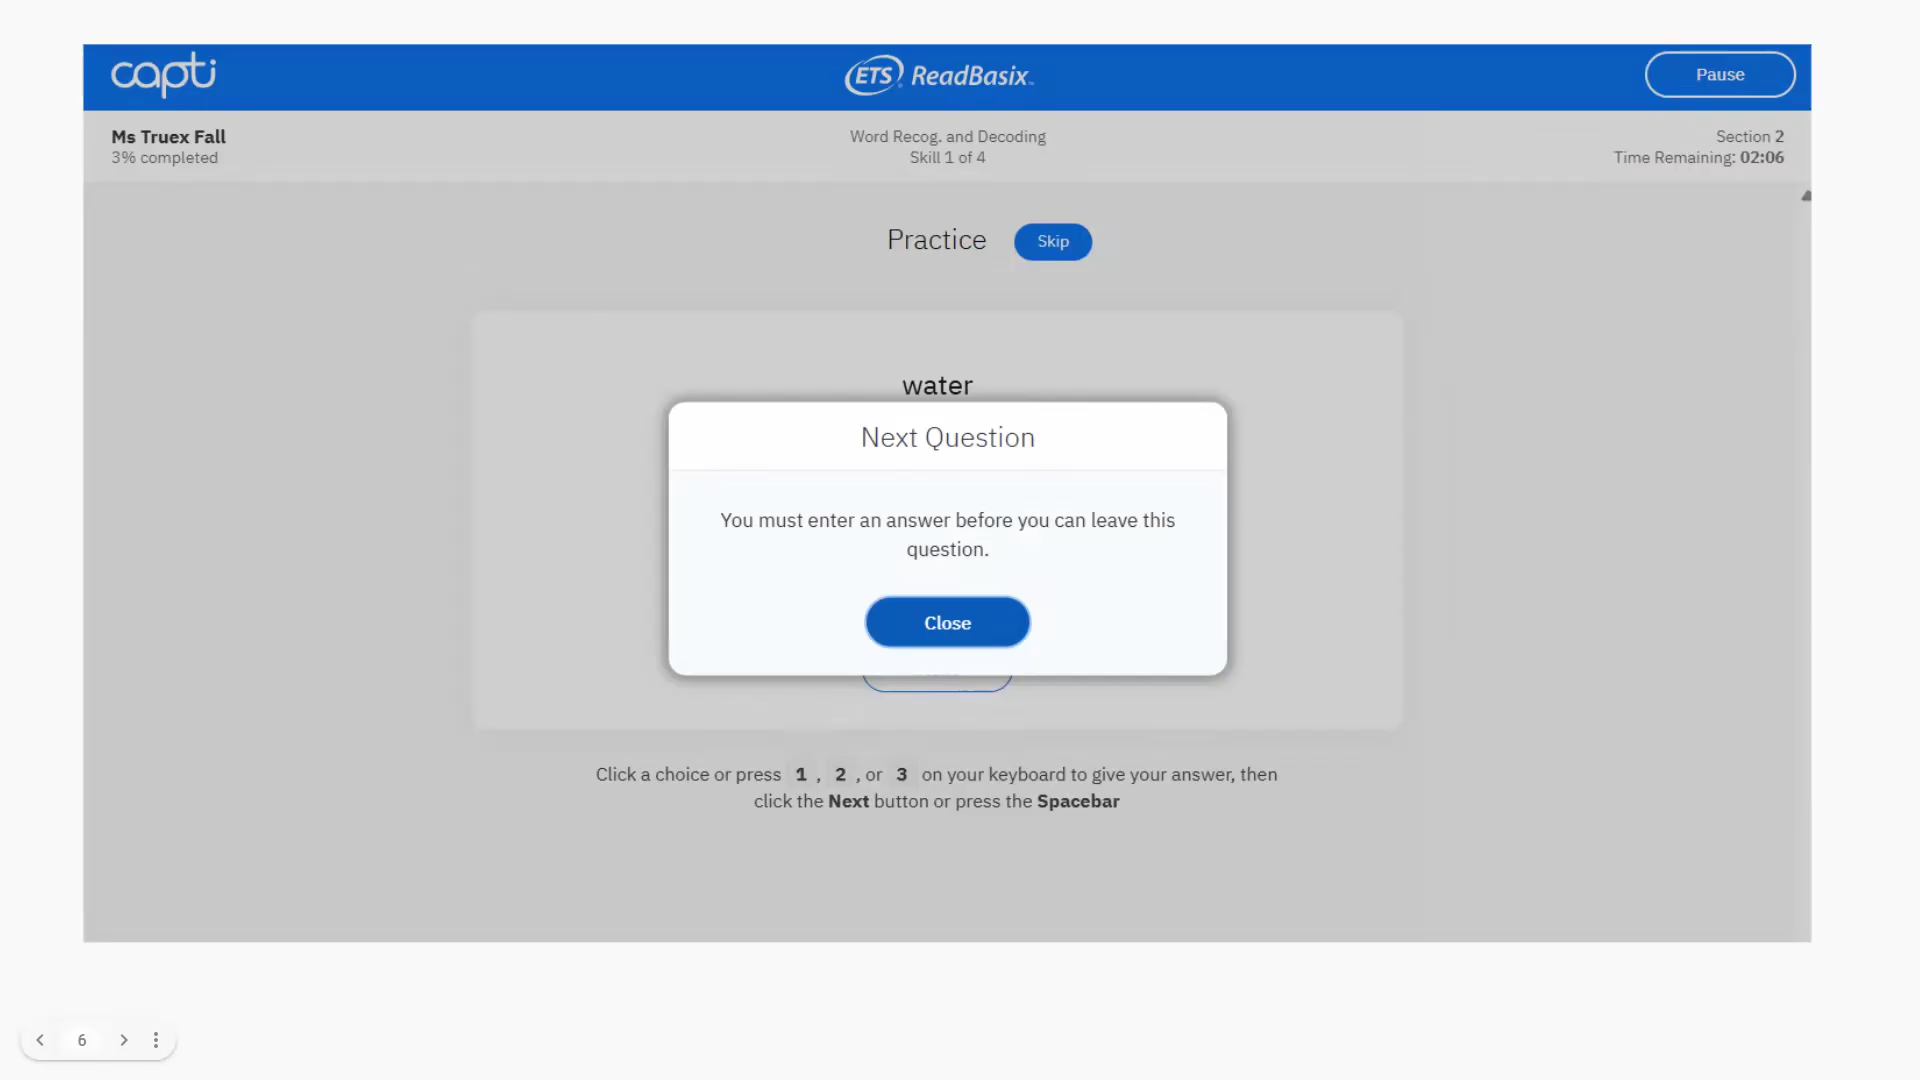 capti
ETS ReadBasix
Pause
Ms Truex Fall
3% completed
Word Recog. and Decoding
Skill 1 of 4
Section 2
Time Remaining: 02:06
Practice
Skip
water
Next Question
You must enter an answer before you can leave this
question.
Close
Click a choice or press 1 , 2 , or 3 on your keyboard to give your answer, then
click the Next button or press the Spacebar
6